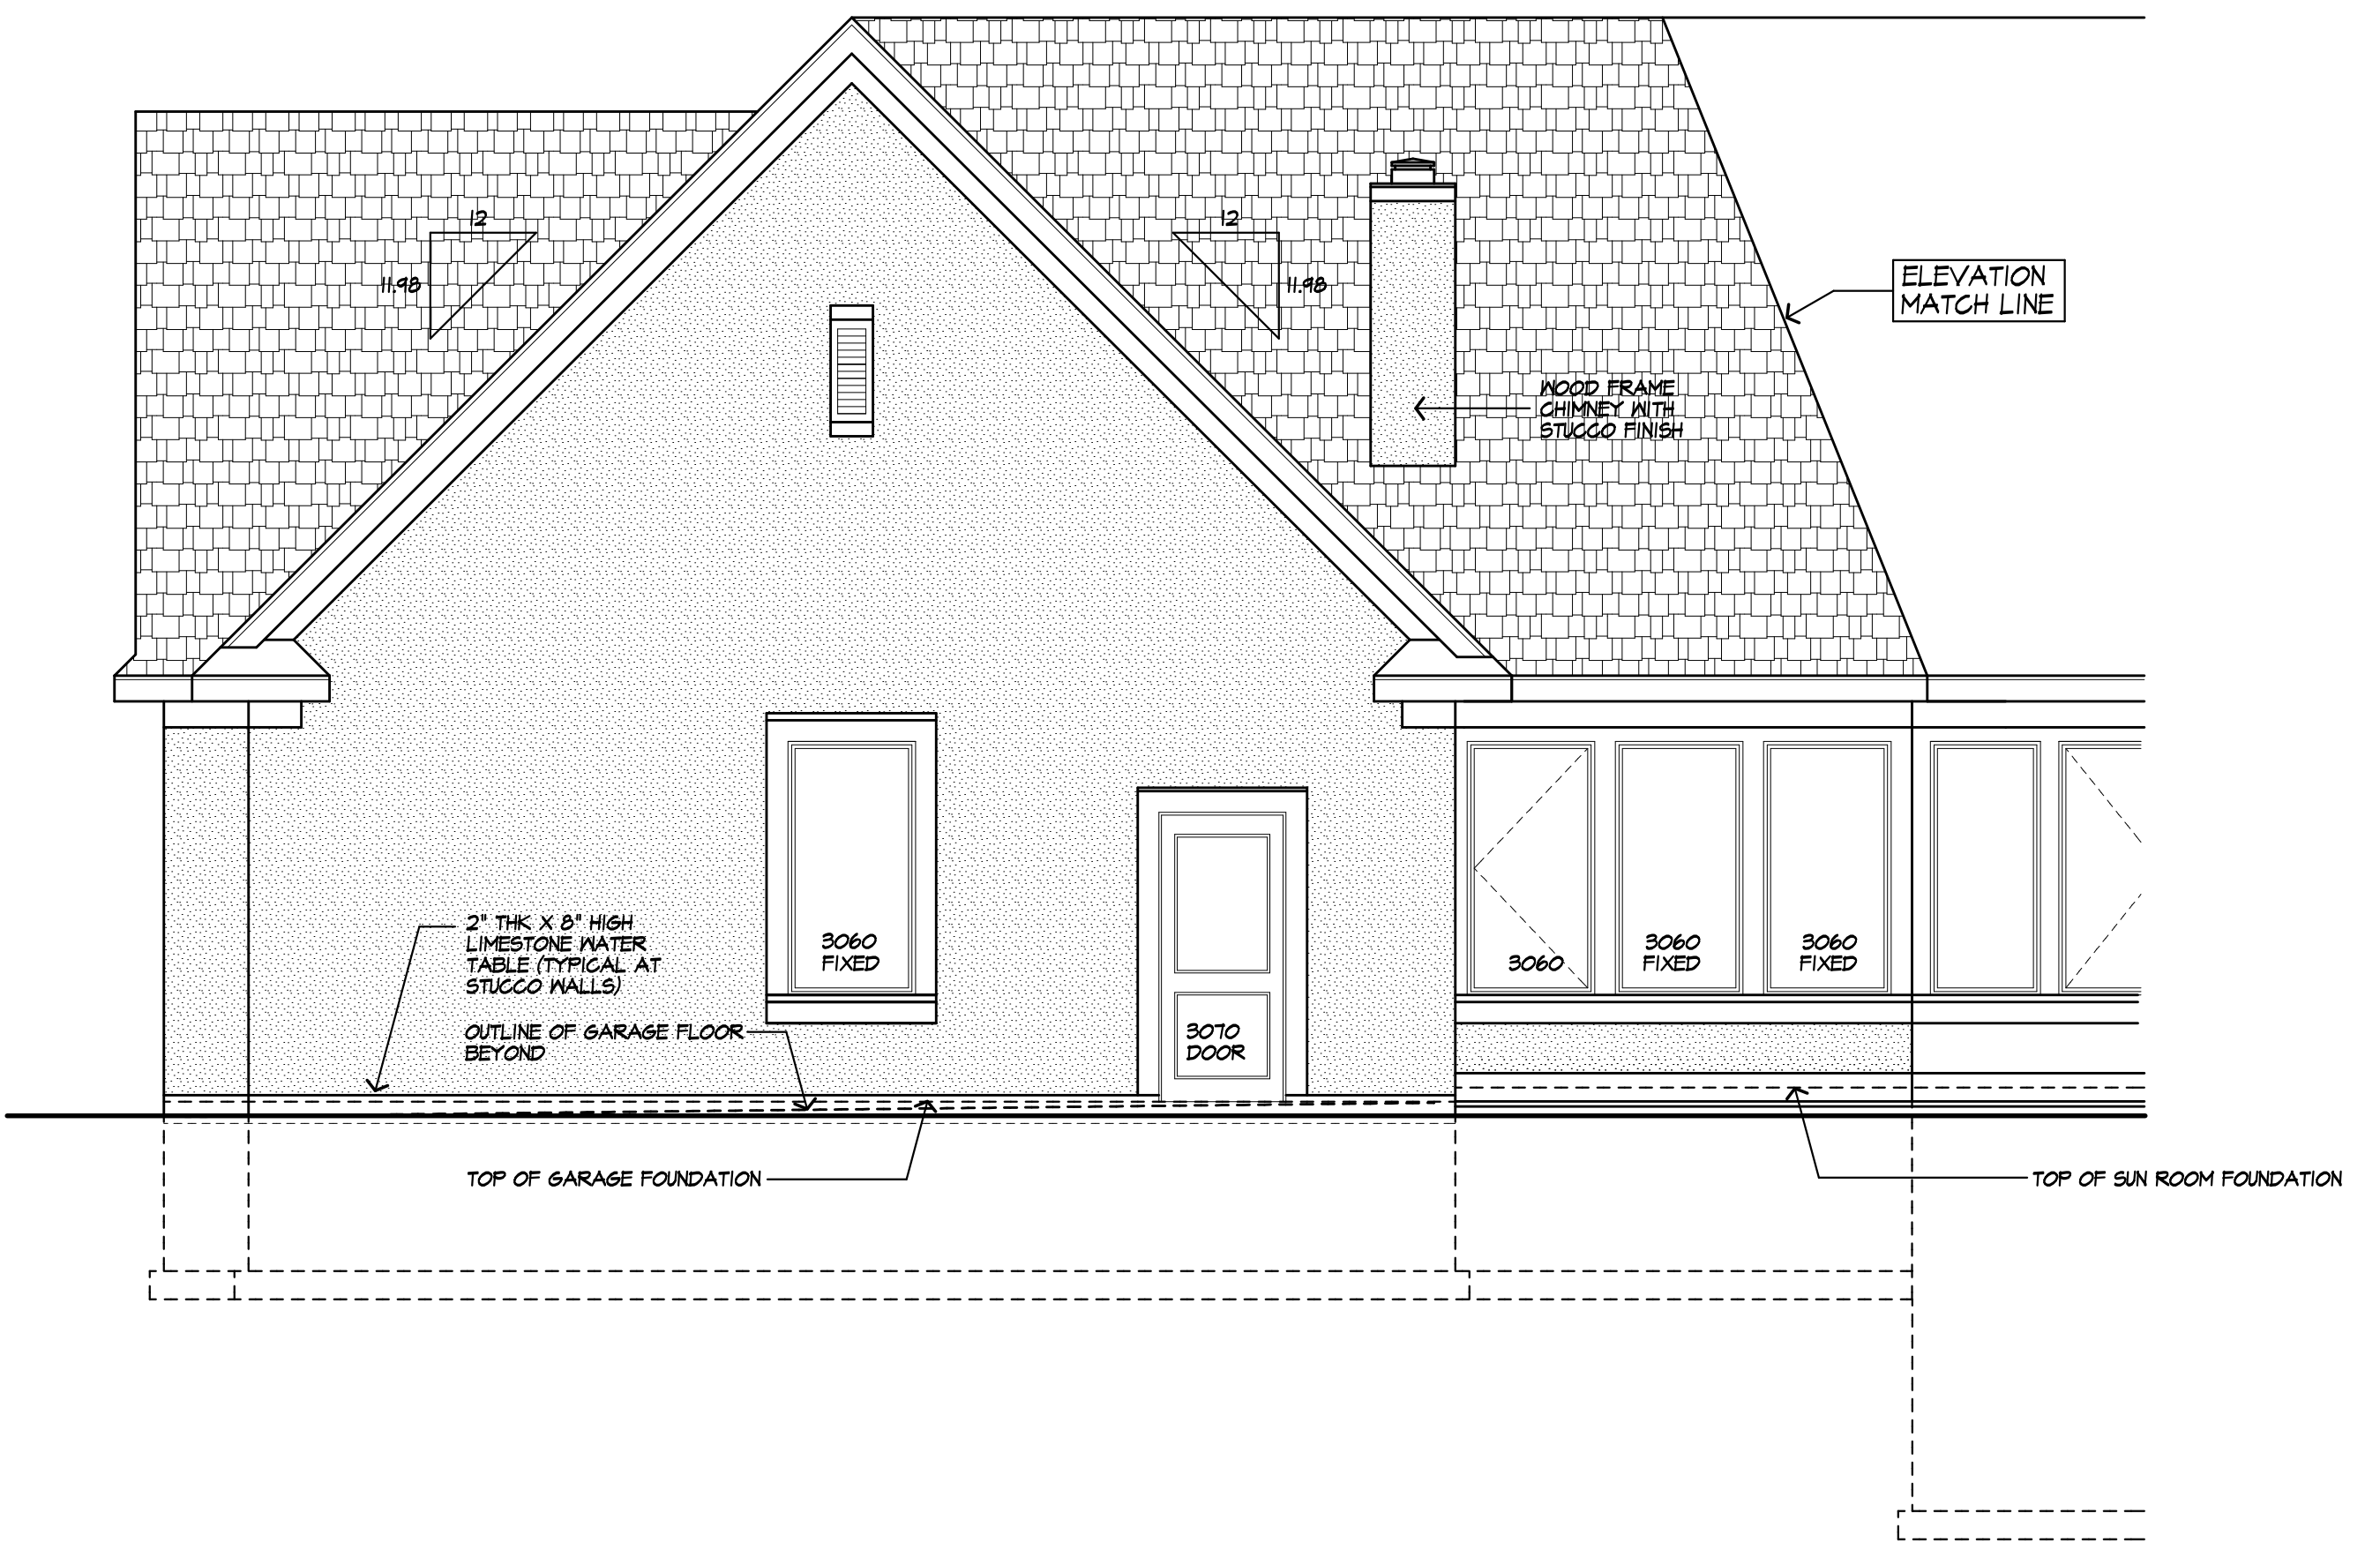 12
11.98
12
11.98
ELEVATION
MATCH LINE
WOOD FRAME
CHIMNEY WITH
STUCCO FINISH
2" THK X 8" HIGH
LIMESTONE WATER
TABLE (TYPICAL AT
STUCCO WALLS)
3060
FIXED
3060
3060
FIXED
3060
FIXED
OUTLINE OF GARAGE FLOOR
BEYOND
3070
DOOR
TOP OF GARAGE FOUNDATION
TOP OF SUN ROOM FOUNDATION